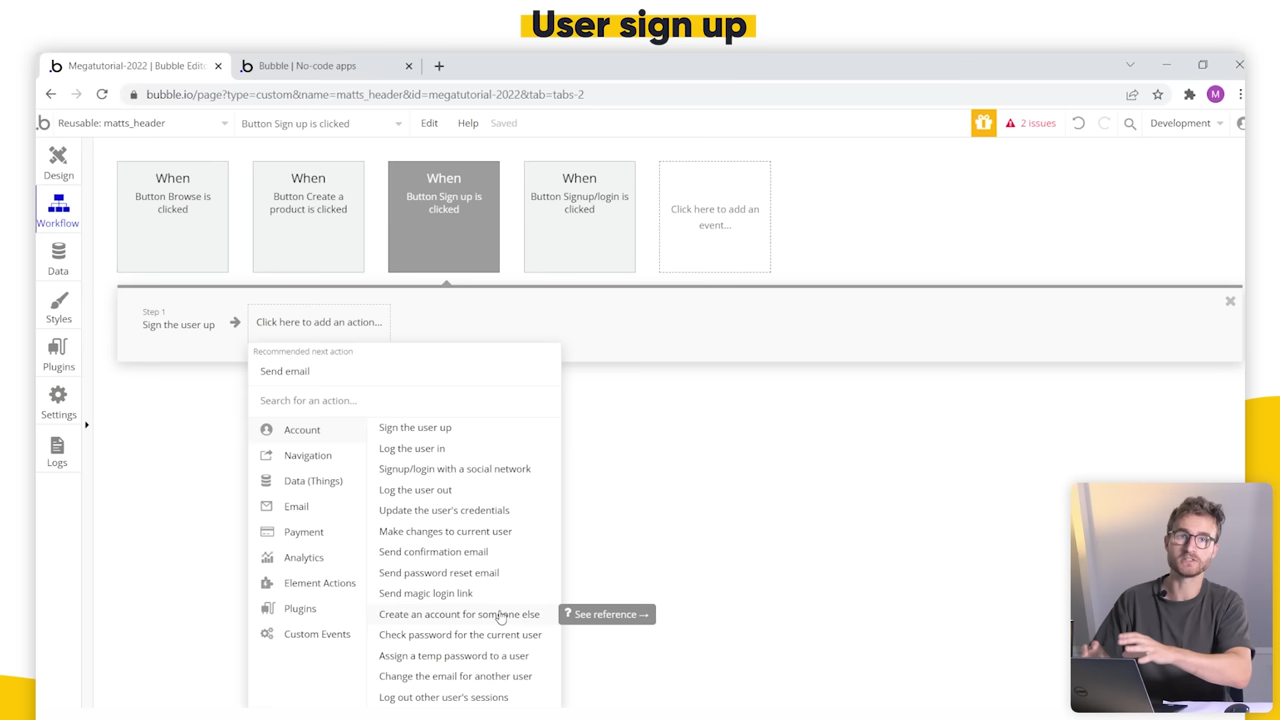 User sign up
Megatutorial-2022 | Bubble Edito
Bubble | No-code apps
bubble.io/page?type=custom&name=matts_header&id=megatutorial-2022&tab=tabs-2
M
Reusable: matts_header
Button Sign up is clicked
Edit
Help
Saved
2 issues
Development
Design
Workflow
Data
Styles
Plugins
Settings
Logs
When
Button Browse is
clicked
When
Button Create a
product is clicked
When
Button Sign up is
clicked
When
Button Signup/login is
clicked
Click here to add an
event...
Step 1
Sign the user up
Click here to add an action...
Recommended next action
Send email
Search for an action...
Account
Navigation
Data (Things)
Email
Payment
Analytics
Element Actions
Plugins
Custom Events
Sign the user up
Log the user in
Signup/login with a social network
Log the user out
Update the user's credentials
Make changes to current user
Send confirmation email
Send password reset email
Send magic login link
Create an account for someone else
Check password for the current user
Assign a temp password to a user
Change the email for another user
Log out other user's sessions
? See reference →